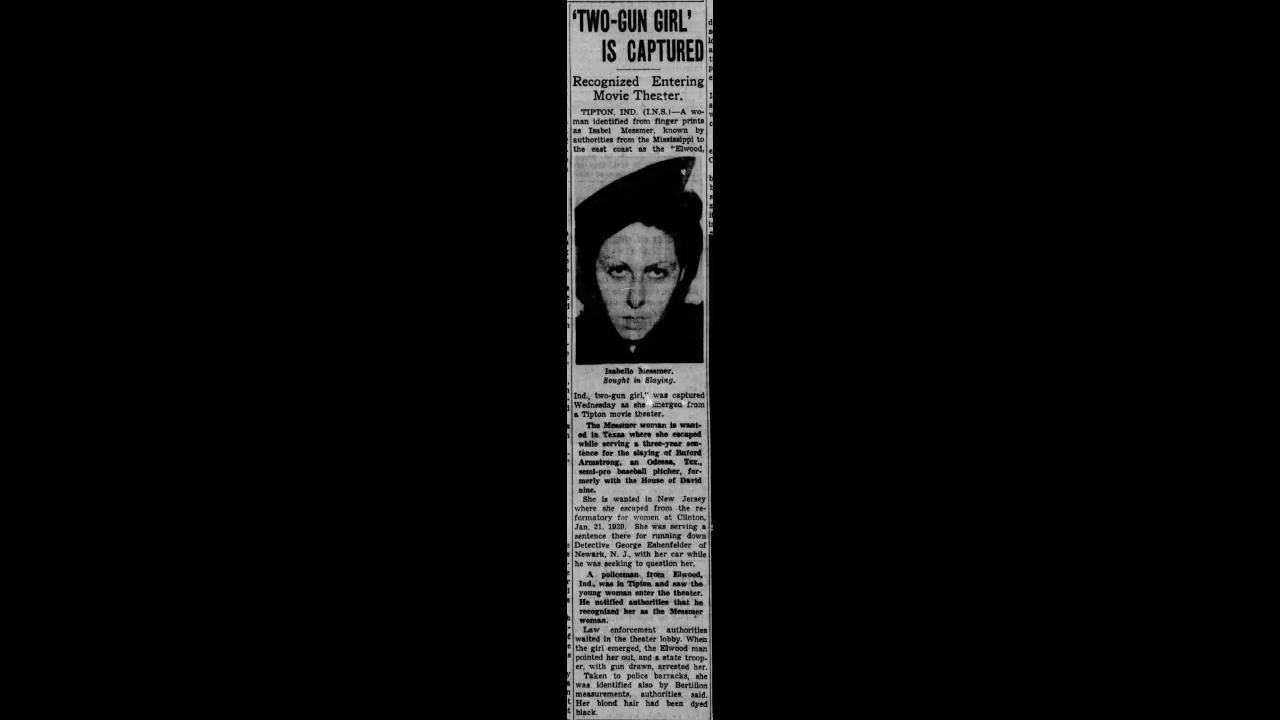 'TWO-GUN GIRL'
IS CAPTURED
Recognized Entering
Movie Theater.
TIPTON, IND. (I.N.S.)—A wo-
man identified from finger prints
as Isabel Messmer, known by
authorities from the Mississippi to
the east coast as the "Elwood,
Isabelle Messmer.
Sought in Slaying.
Ind., two-gun girl," was captured
Wednesday as she emerged from
a Tipton movie theater.
The Messmer woman is want-
ed in Texas where she escaped
while serving a three-year sen-
tence for the slaying of Buford
Armstrong, an Odessa, Tex.,
semi-pro baseball pitcher, for-
merly with the House of David
nine.
She is wanted in New Jersey
where she escaped from the re-
formatory for women at Clinton,
Jan. 21, 1939. She was serving a
sentence there for running down
Detective George Eshenfelder of
Newark, N. J., with her car while
he was seeking to question her.
A policeman from Elwood,
Ind., was in Tipton and saw the
young woman enter the theater.
He notified authorities that he
recognized her as the Messmer
woman.
Law enforcement authorities
waited in the theater lobby. When
the girl emerged, the Elwood man
pointed her out, and a state troop-
er, with gun drawn, arrested her.
Taken to police barracks, she
was identified also by Bertillon
measurements, authorities said.
Her blond hair had been dyed
black.